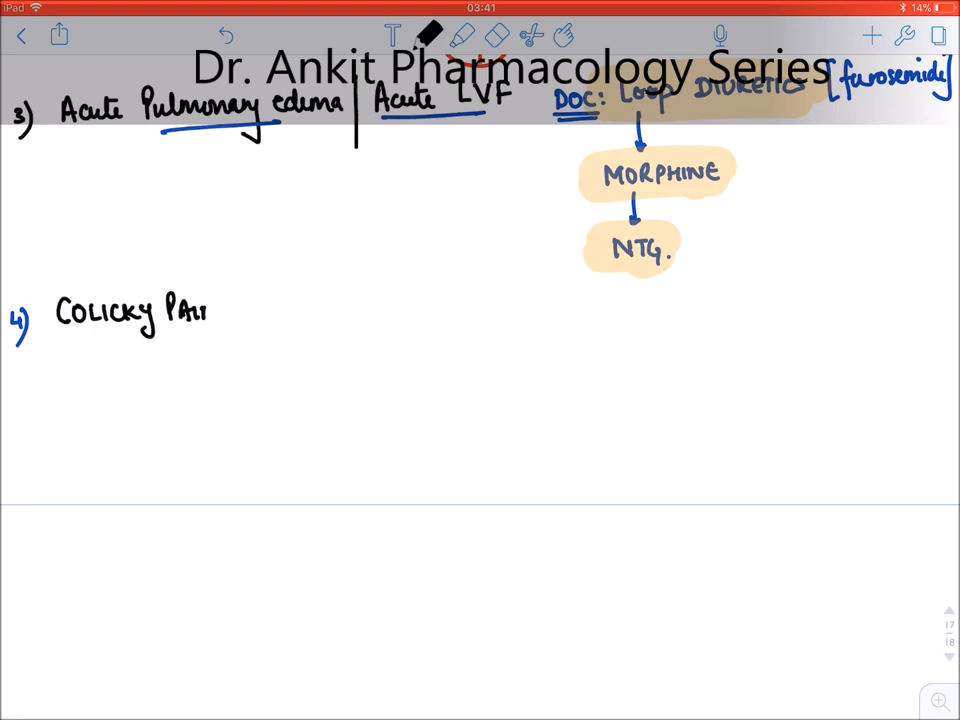 iPad 03:41 14%
Dr. Ankit Pharmacology Series
3) Acute Pulmonary edema | Acute LVF DOC: Loop DIURETICS [furosemide]
MORPHINE
NTG.
4) COLICKY PAI
17
18